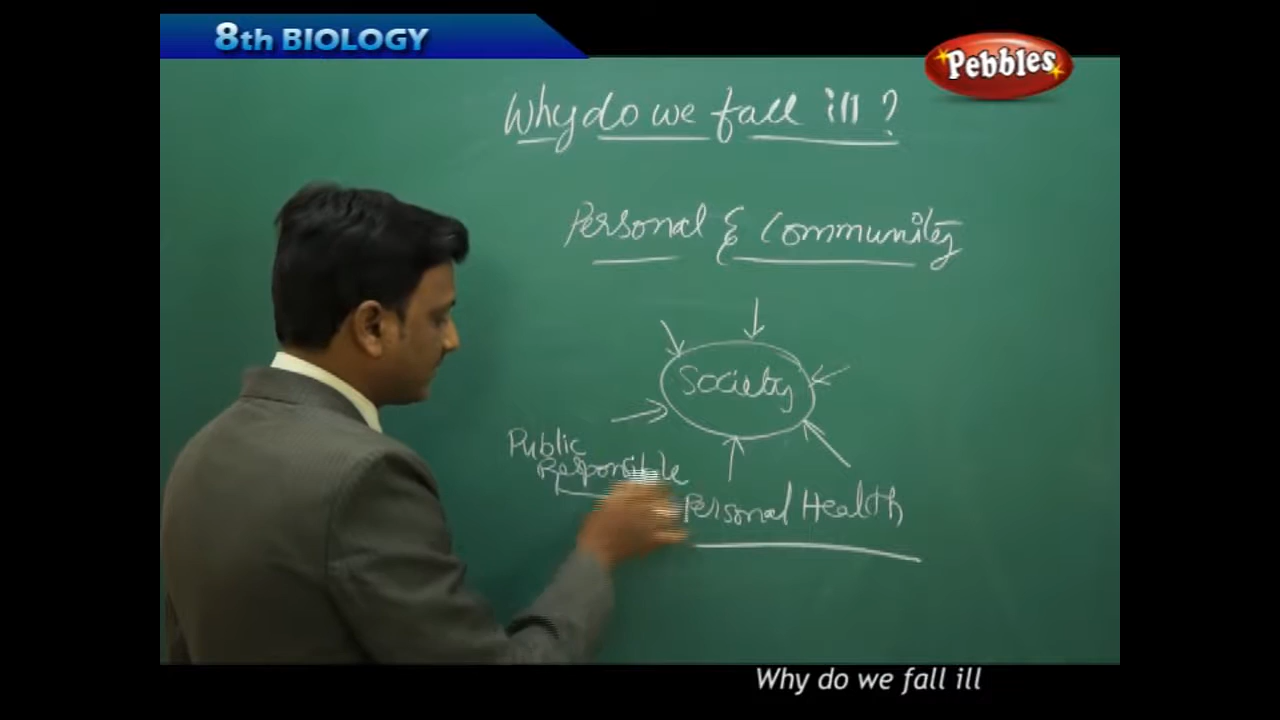 8th BIOLOGY
Pebbles
Why do we fall ill ?
Personal & Community
Society
Public
Responsible
Personal Health
Why do we fall ill